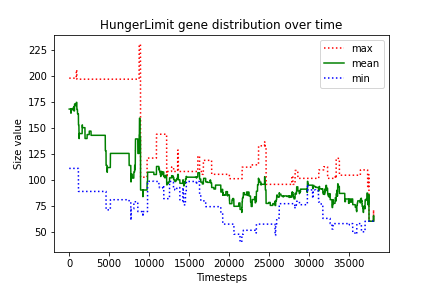 HungerLimit gene distribution over time
max
mean
min
Size value
225
200
175
150
125
100
75
50
0 5000 10000 15000 20000 25000 30000 35000
Timesteps